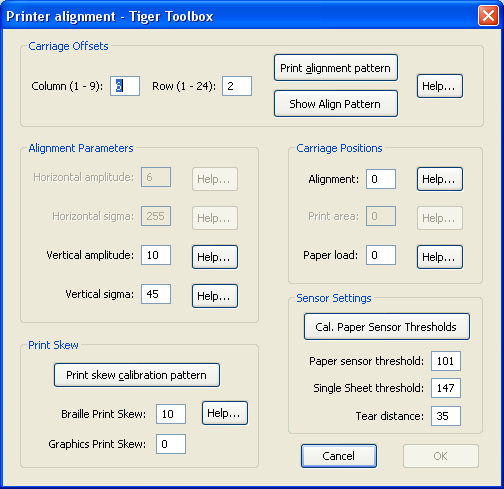 Printer alignment - Tiger Toolbox
Carriage Offsets
Column (1 - 9): 6 Row (1 - 24): 2
Print alignment pattern
Show Align Pattern
Help...
Alignment Parameters
Horizontal amplitude: 6 Help...
Horizontal sigma: 255 Help...
Vertical amplitude: 10 Help...
Vertical sigma: 45 Help...
Carriage Positions
Alignment: 0 Help...
Print area: 0 Help...
Paper load: 0 Help...
Print Skew
Print skew calibration pattern
Braille Print Skew: 10 Help...
Graphics Print Skew: 0
Sensor Settings
Cal. Paper Sensor Thresholds
Paper sensor threshold: 101
Single Sheet threshold: 147
Tear distance: 35
Cancel OK